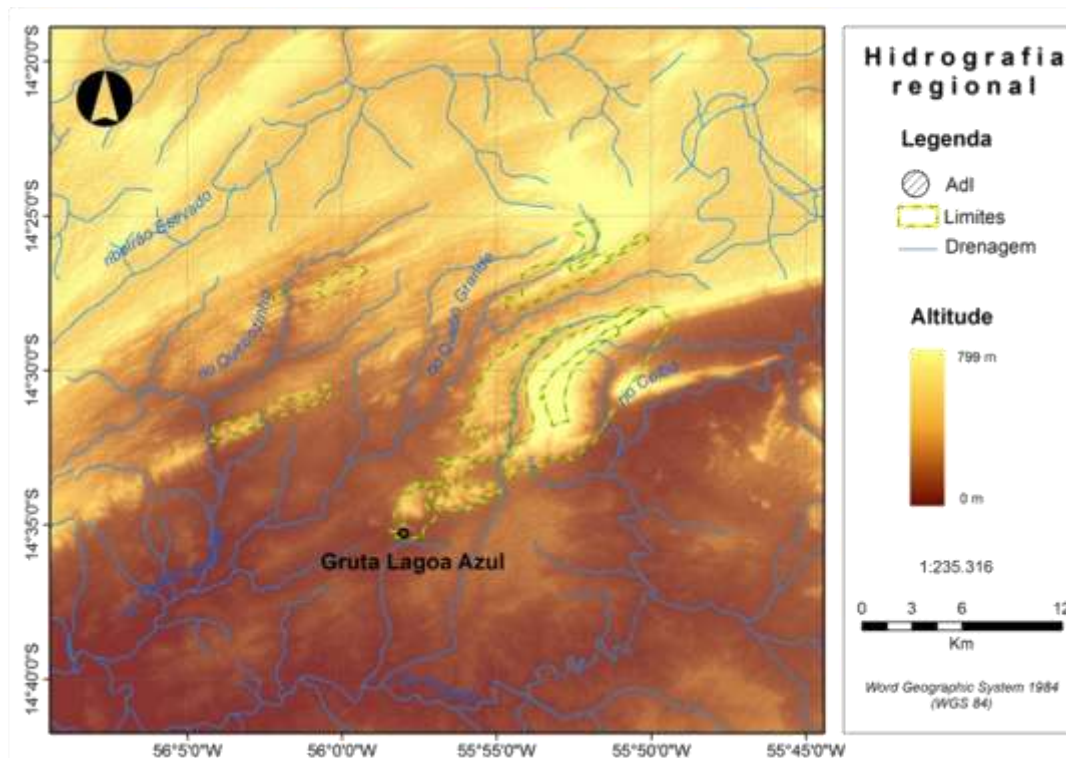 14°20'0"S
14°25'0"S
14°30'0"S
14°35'0"S
14°40'0"S
ribeirão Estivado
rio Quebozinho
rio Quebo Grande
rio Cuiabá
Gruta Lagoa Azul
56°5'0"W
56°0'0"W
55°55'0"W
55°50'0"W
55°45'0"W
Hidrografia
regional
Legenda
AdI
Limites
Drenagem
Altitude
799 m
0 m
1:235.316
0 3 6 12
Km
Word Geographic System 1984
(WGS 84)